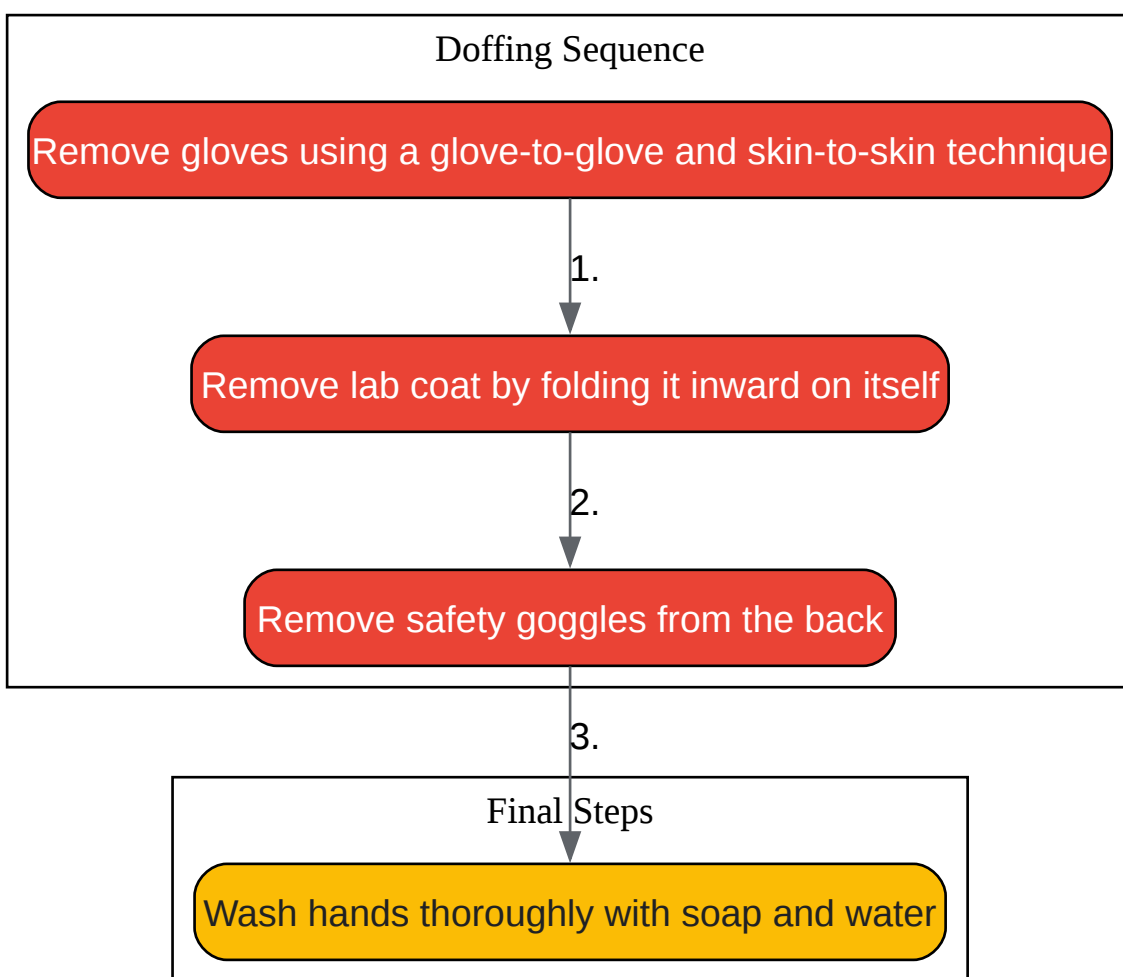 Doffing Sequence
Remove gloves using a glove-to-glove and skin-to-skin technique
1.
Remove lab coat by folding it inward on itself
2.
Remove safety goggles from the back
3.
Final Steps
Wash hands thoroughly with soap and water